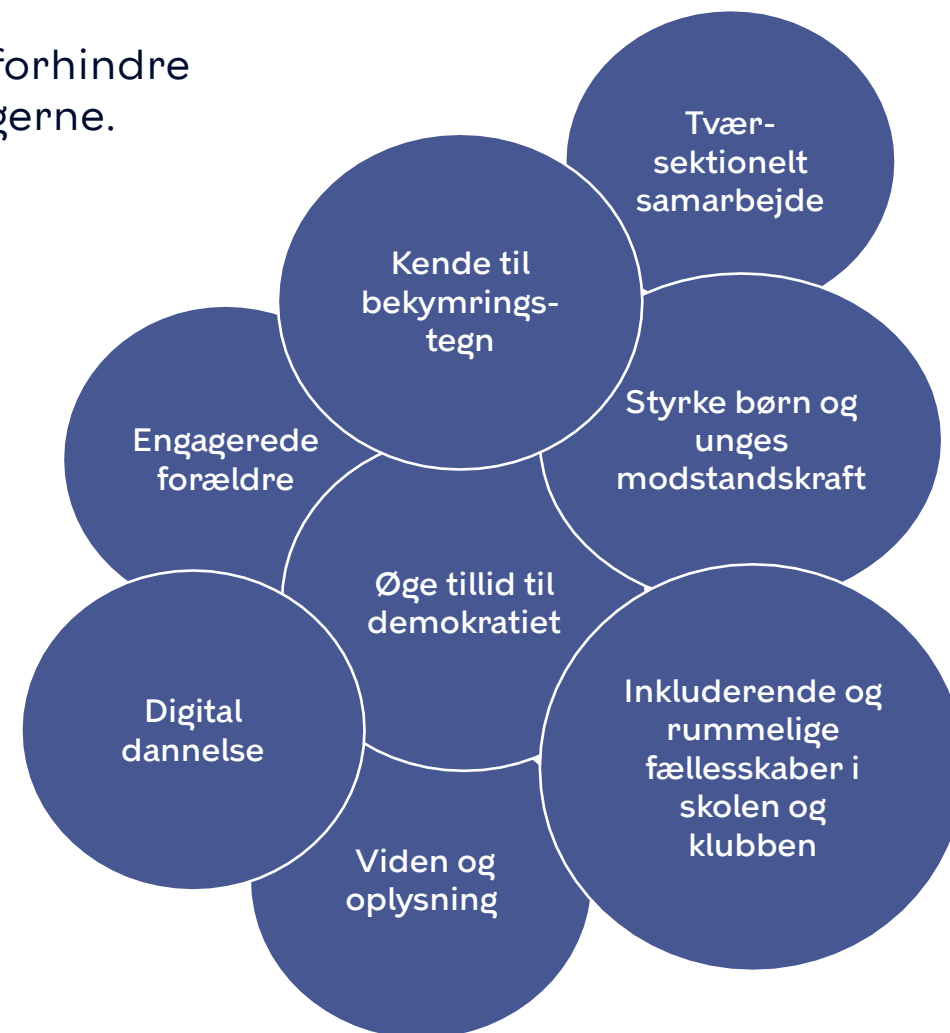 forhindre
gerne.
Tvær-
sektionelt
samarbejde
Kende til
bekymrings-
tegn
Styrke børn og
unges
modstandskraft
Engagerede
forældre
Øge tillid til
demokratiet
Inkluderende og
rummelige
fællesskaber i
skolen og
klubben
Digital
dannelse
Viden og
oplysning